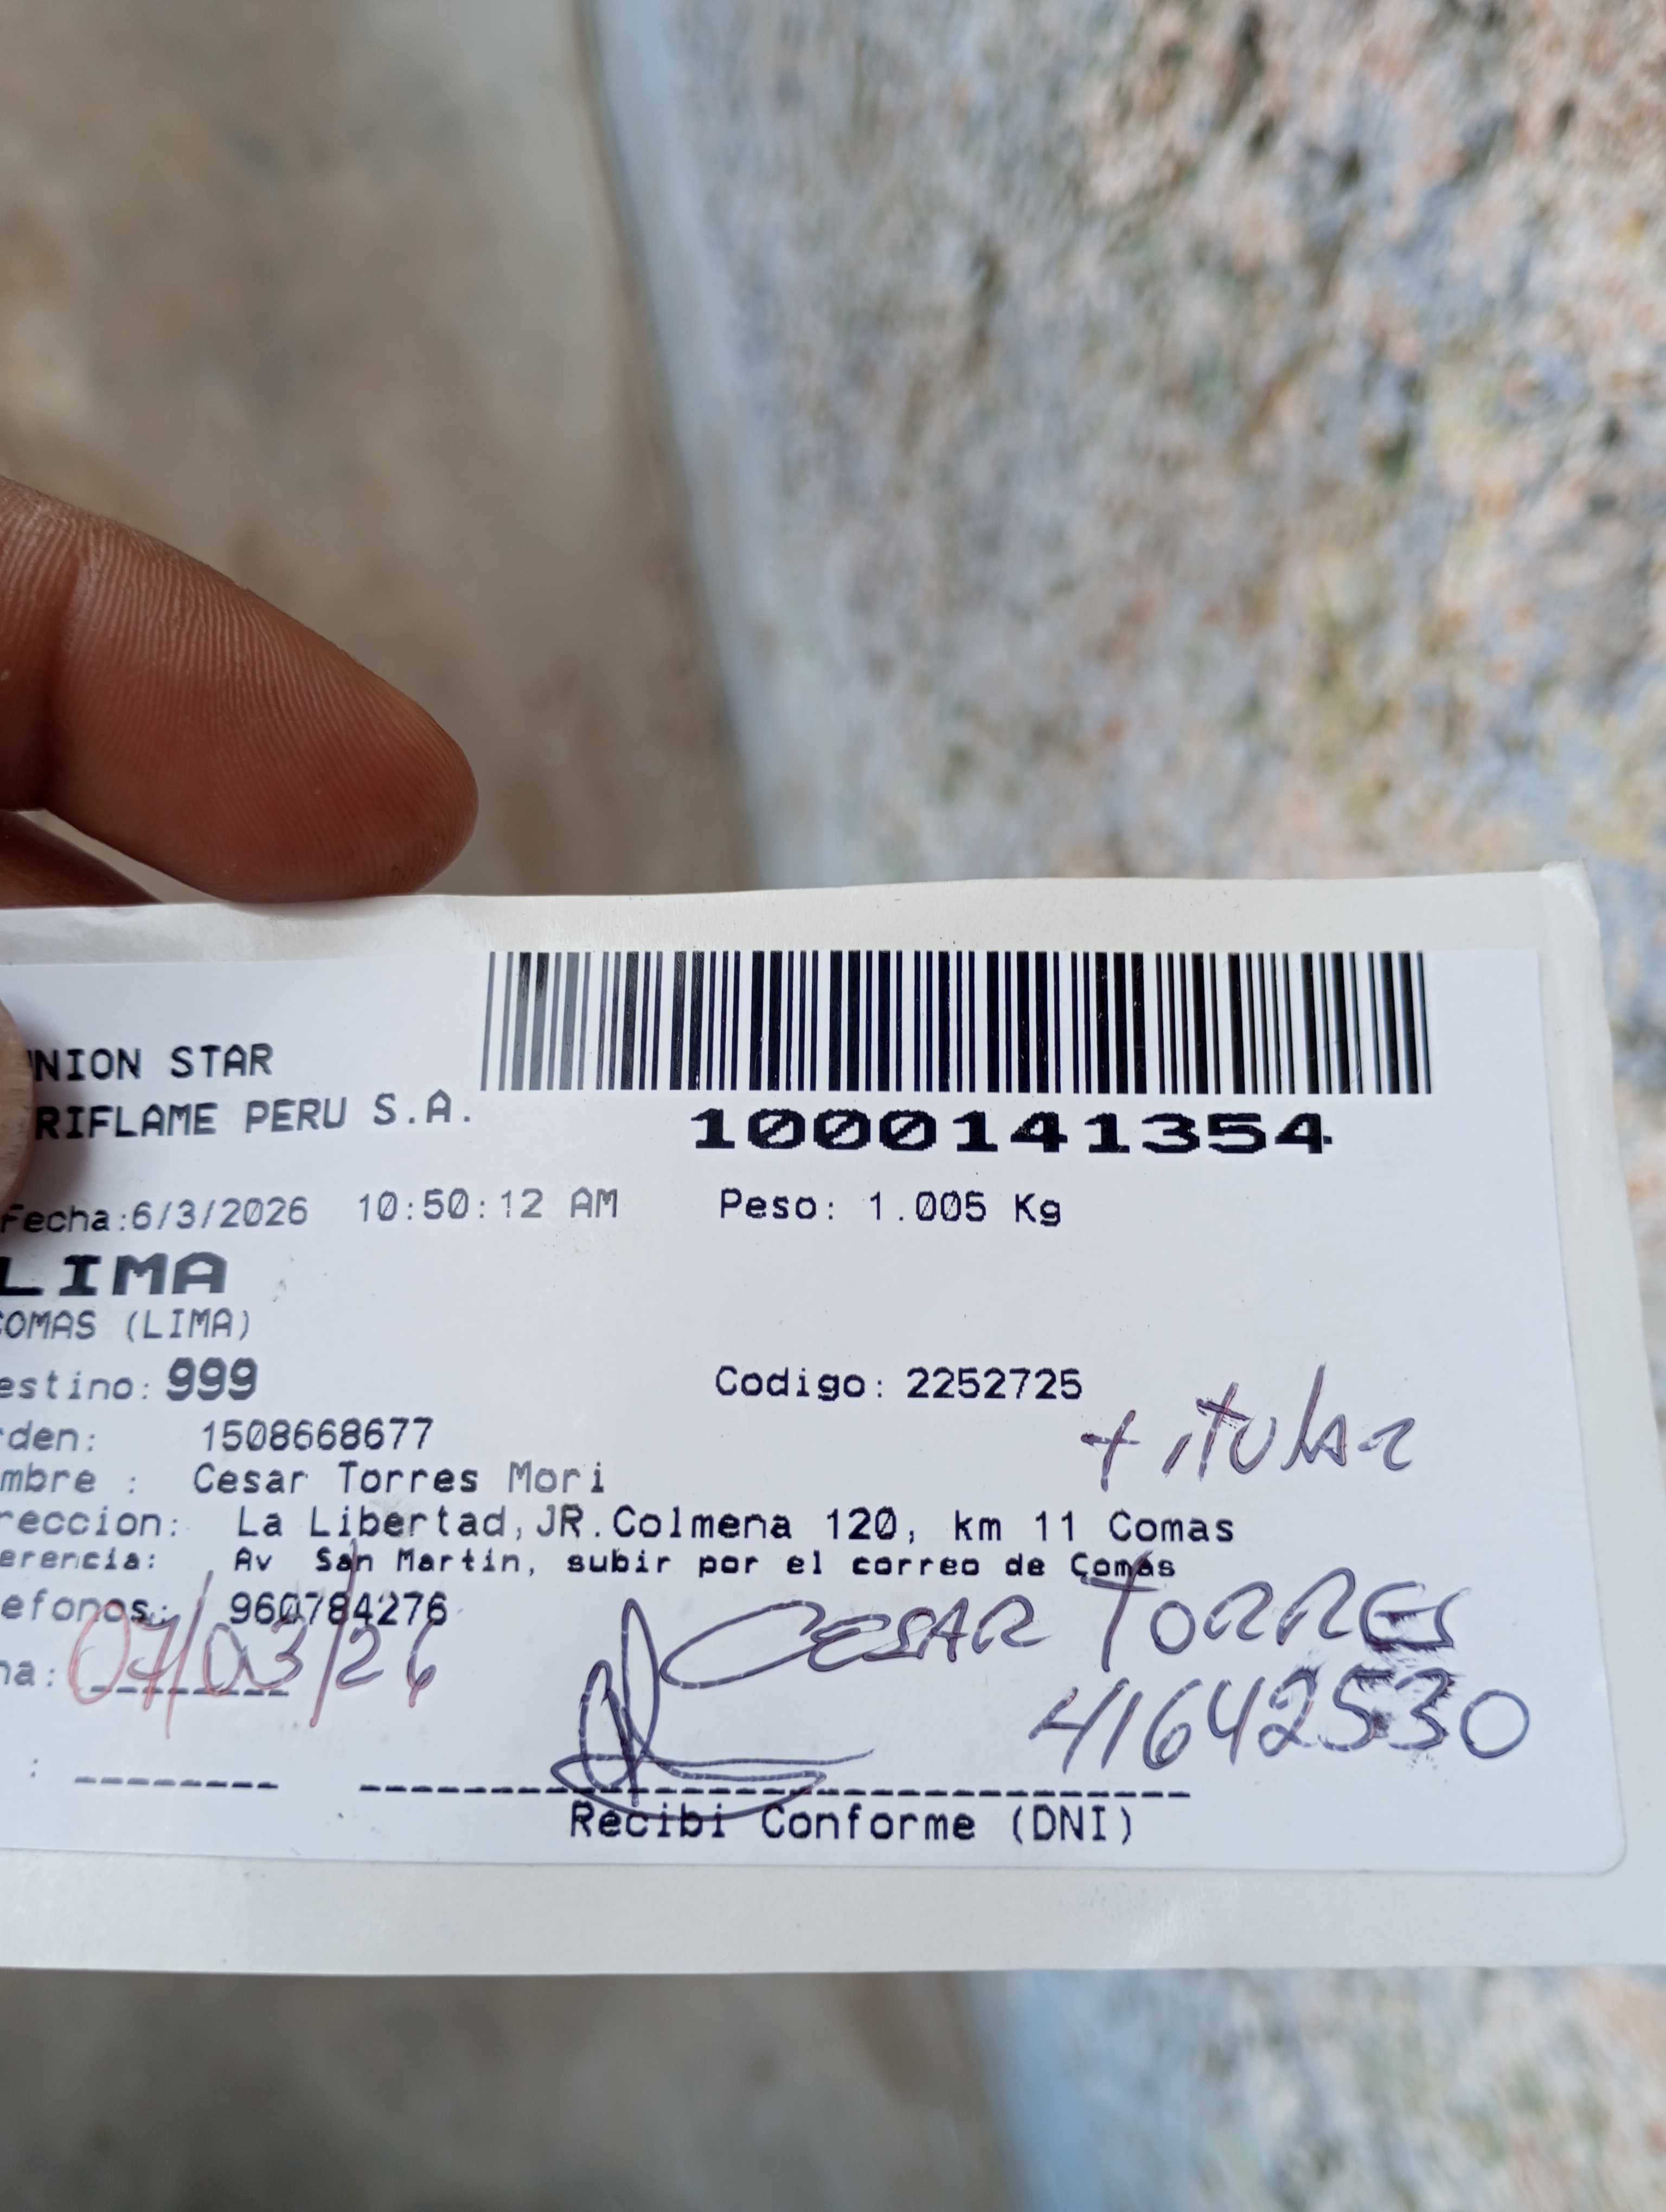 NION STAR
RIFLAME PERU S.A.
1000141354
Fecha:6/3/2026 10:50:12 AM Peso: 1.005 Kg
LIMA
COMAS (LIMA)
estino: 999 Codigo: 2252725
+ titular
rden: 1508668677
mbre : Cesar Torres Mori
reccion: La Libertad,JR.Colmena 120, km 11 Comas
erencia: Av San Martin, subir por el correo de Comas
efonos: 960784276
CESAR TORRES
na: 07/03/26
41642530
: --------
Recibi Conforme (DNI)